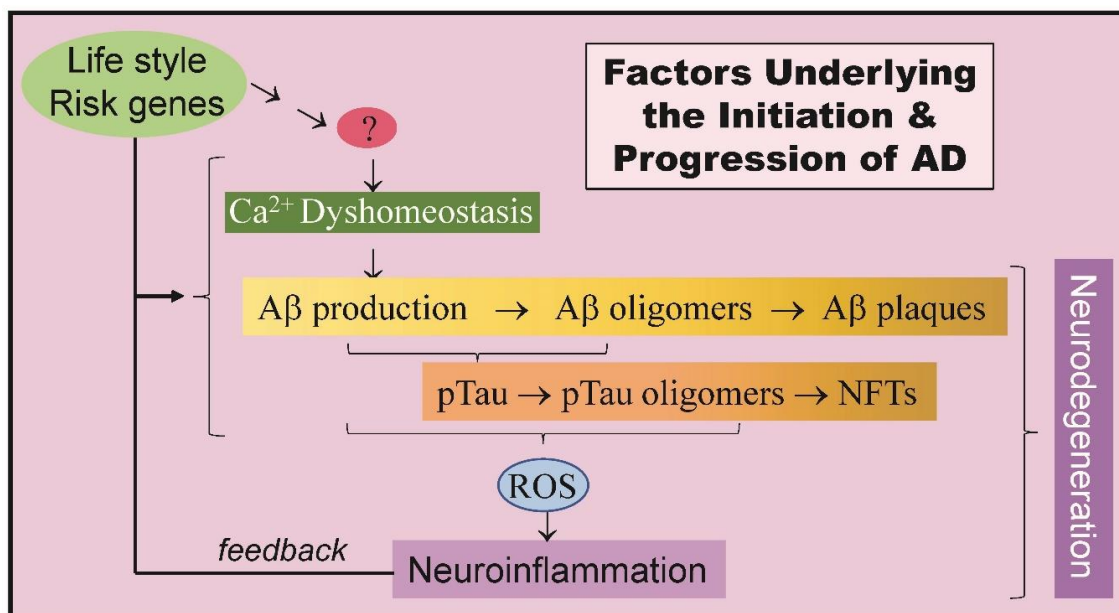 Life style
Risk genes
Factors Underlying
the Initiation &
Progression of AD
?
Ca²⁺ Dyshomeostasis
Aβ production → Aβ oligomers → Aβ plaques
pTau → pTau oligomers → NFTs
ROS
feedback
Neuroinflammation
Neurodegeneration